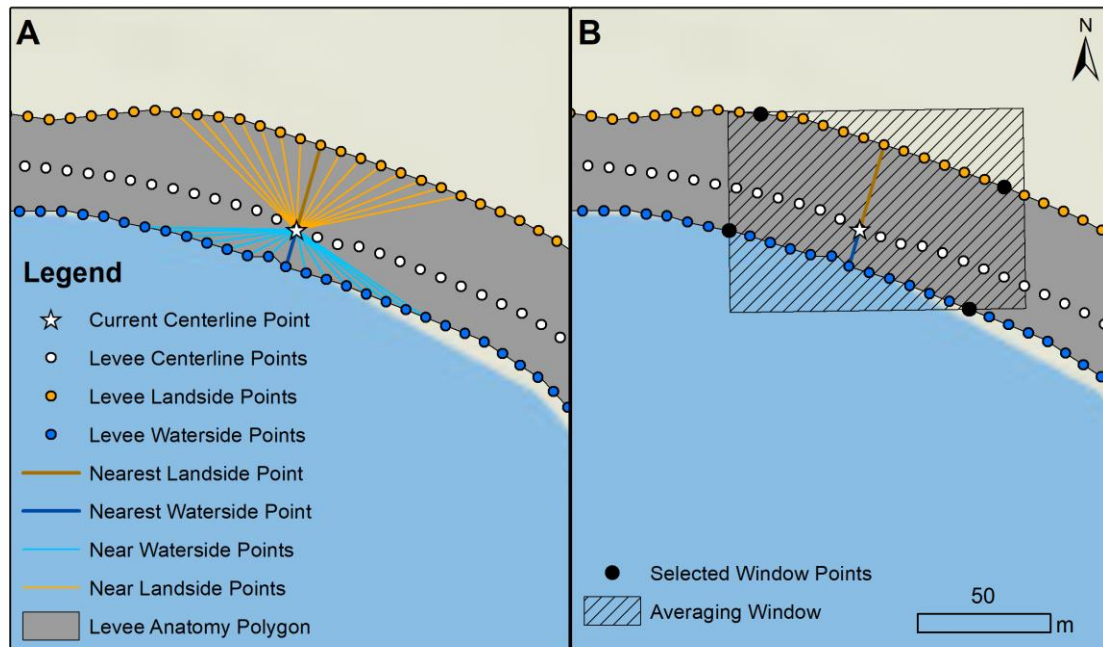 A
Legend
Current Centerline Point
Levee Centerline Points
Levee Landside Points
Levee Waterside Points
Nearest Landside Point
Nearest Waterside Point
Near Waterside Points
Near Landside Points
Levee Anatomy Polygon
B
N
Selected Window Points
Averaging Window
50
m